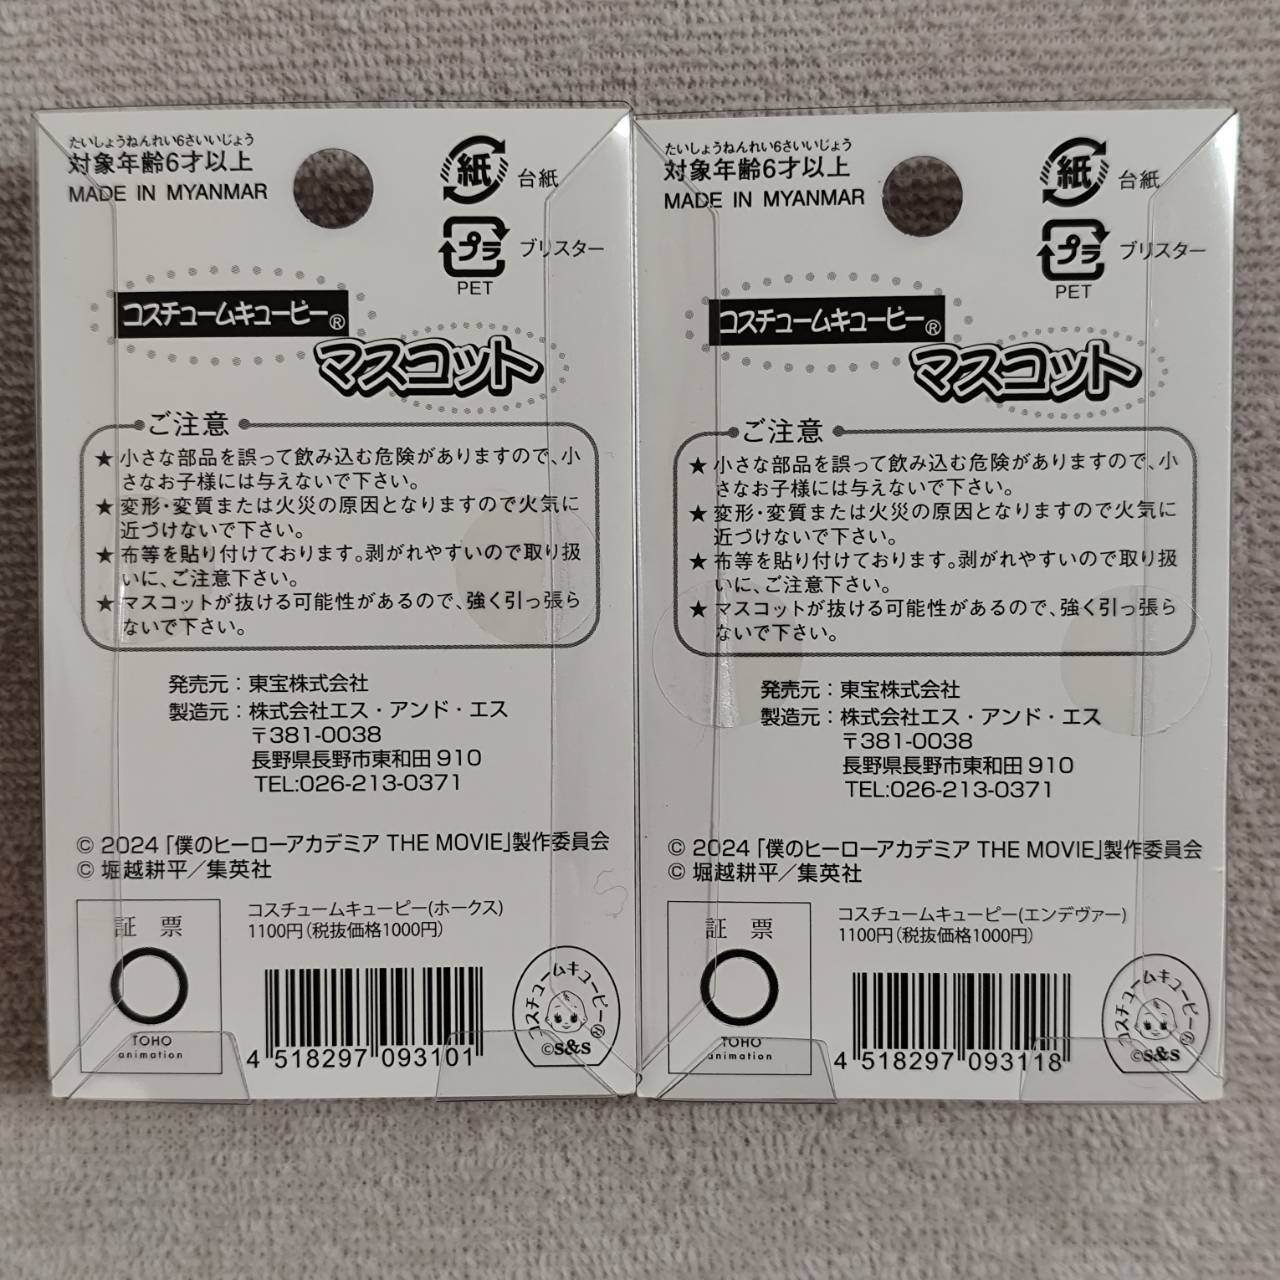 たいしょうねんれい6さいいじょう
対象年齢6才以上
MADE IN MYANMAR
紙 台紙
プラ ブリスター
PET
コスチュームキューピー®
マスコット
ご注意
★小さな部品を誤って飲み込む危険がありますので、小
さなお子様には与えないで下さい。
★変形・変質または火災の原因となりますので火気に
近づけないで下さい。
★布等を貼り付けております。剥がれやすいので取り扱
いに、ご注意下さい。
★マスコットが抜ける可能性があるので、強く引っ張ら
ないで下さい。
発売元:東宝株式会社
製造元:株式会社エス・アンド・エス
〒381-0038
長野県長野市東和田910
TEL:026-213-0371
© 2024「僕のヒーローアカデミア THE MOVIE」製作委員会
© 堀越耕平/集英社
証票
TOHO
animation
コスチュームキューピー(ホークス)
1100円(税抜価格1000円)
4 518297 093101
コスチュームキューピー®
©S&S
たいしょうねんれい6さいいじょう
対象年齢6才以上
MADE IN MYANMAR
紙 台紙
プラ ブリスター
PET
コスチュームキューピー®
マスコット
ご注意
★小さな部品を誤って飲み込む危険がありますので、小
さなお子様には与えないで下さい。
★変形・変質または火災の原因となりますので火気に
近づけないで下さい。
★布等を貼り付けております。剥がれやすいので取り扱
いに、ご注意下さい。
★マスコットが抜ける可能性があるので、強く引っ張ら
ないで下さい。
発売元:東宝株式会社
製造元:株式会社エス・アンド・エス
〒381-0038
長野県長野市東和田910
TEL:026-213-0371
© 2024「僕のヒーローアカデミア THE MOVIE」製作委員会
© 堀越耕平/集英社
証票
TOHO
animation
コスチュームキューピー(エンデヴァー)
1100円(税抜価格1000円)
4 518297 093118
コスチュームキューピー®
©S&S